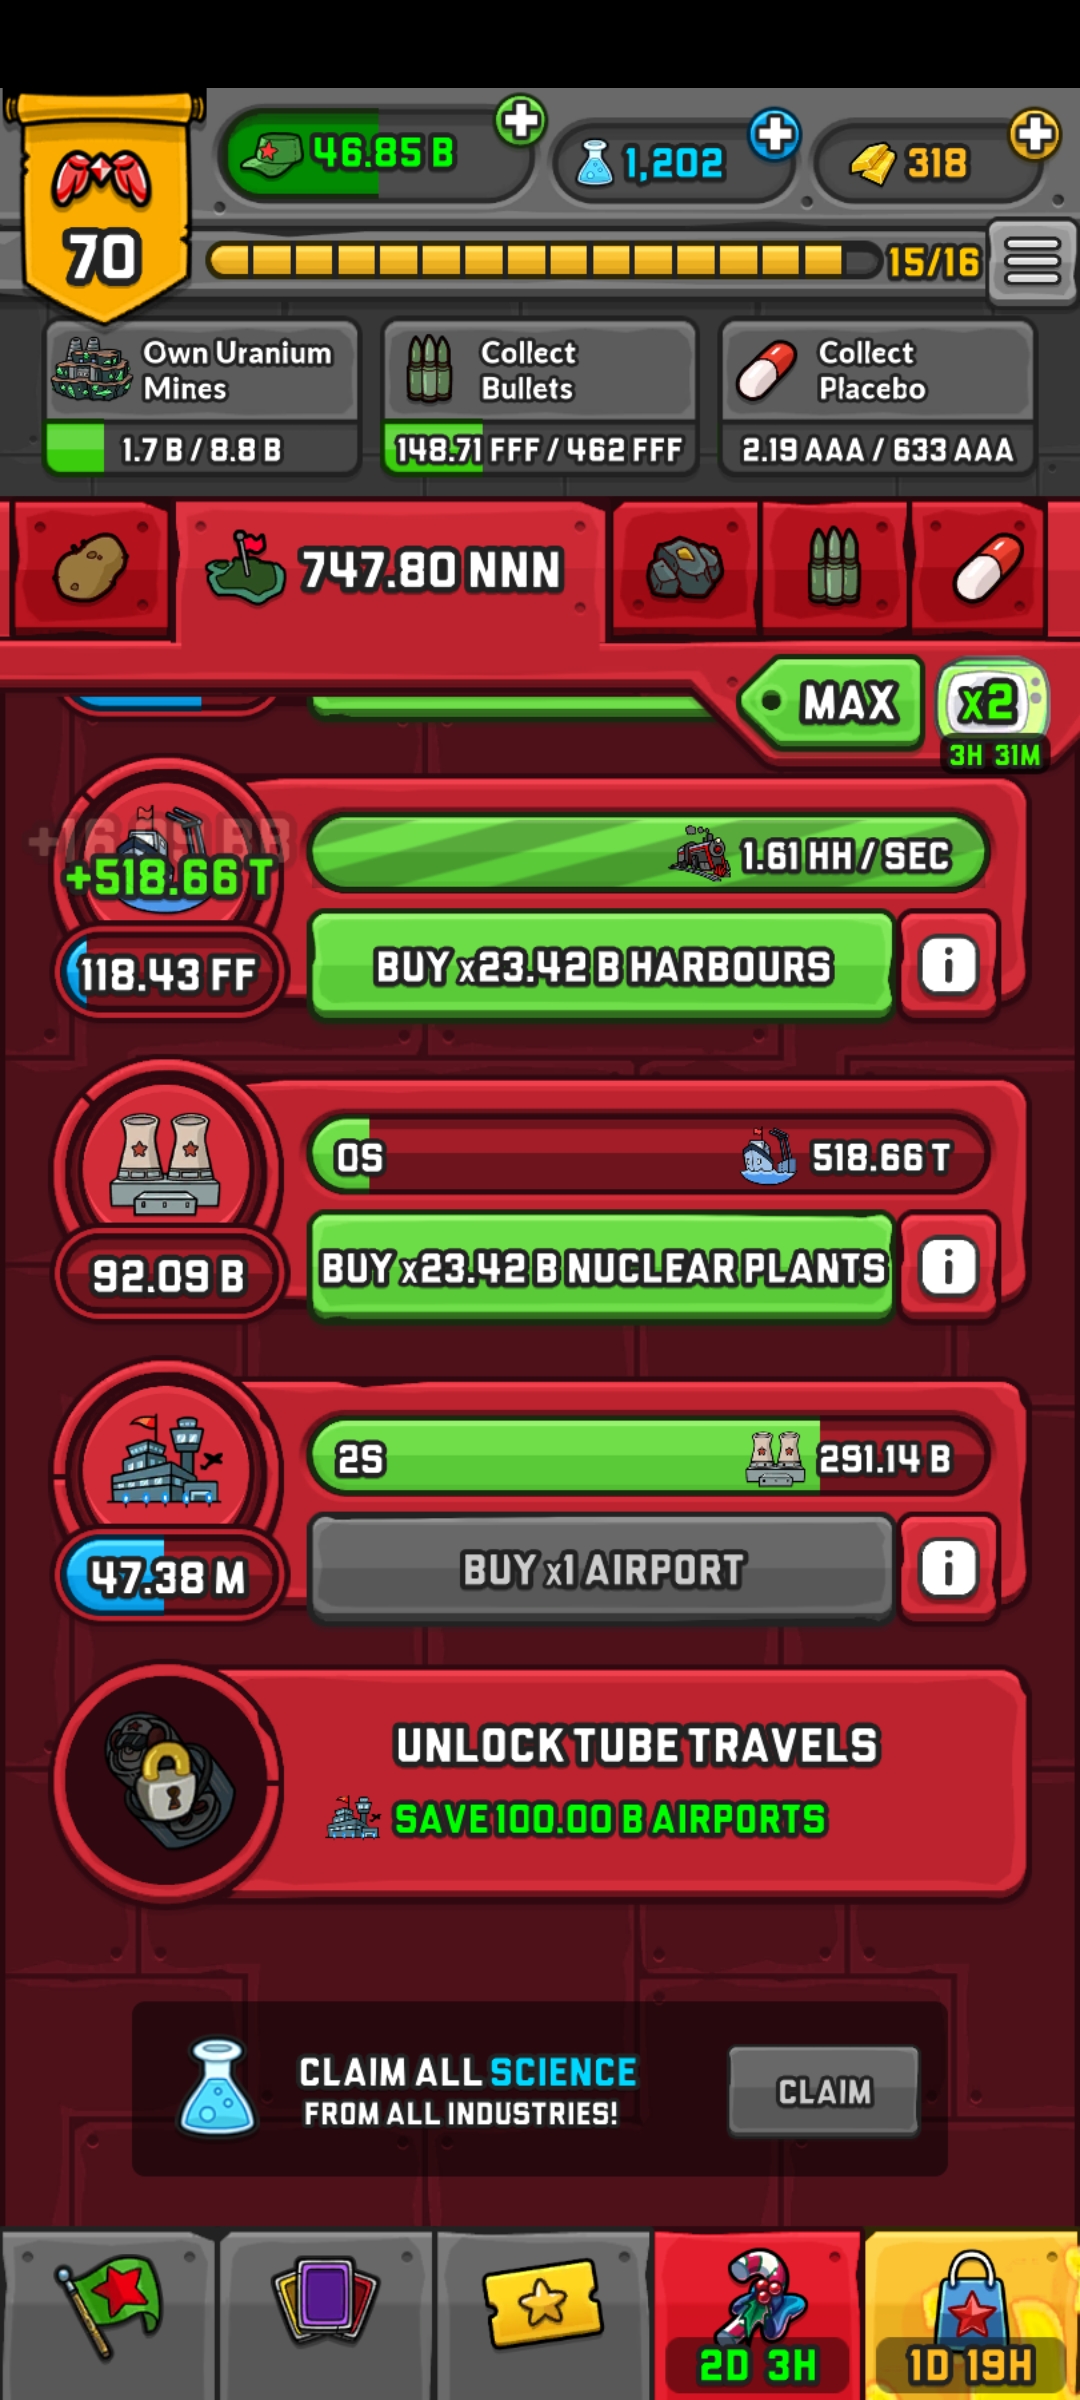 46.85 B
1,202
318
70
15/16
Own Uranium
Mines
1.7 B / 8.8 B
Collect
Bullets
148.71 FFF / 462 FFF
Collect
Placebo
2.19 AAA / 633 AAA
747.80 NNN
MAX
x2
3H 31M
+518.66 T
1.61 HH / SEC
118.43 FF
BUY x23.42 B HARBOURS
i
0S
518.66 T
92.09 B
BUY x23.42 B NUCLEAR PLANTS
i
2S
291.14 B
47.38 M
BUY x1 AIRPORT
i
UNLOCK TUBE TRAVELS
SAVE 100.00 B AIRPORTS
CLAIM ALL SCIENCE
FROM ALL INDUSTRIES!
CLAIM
2D 3H
1D 19H